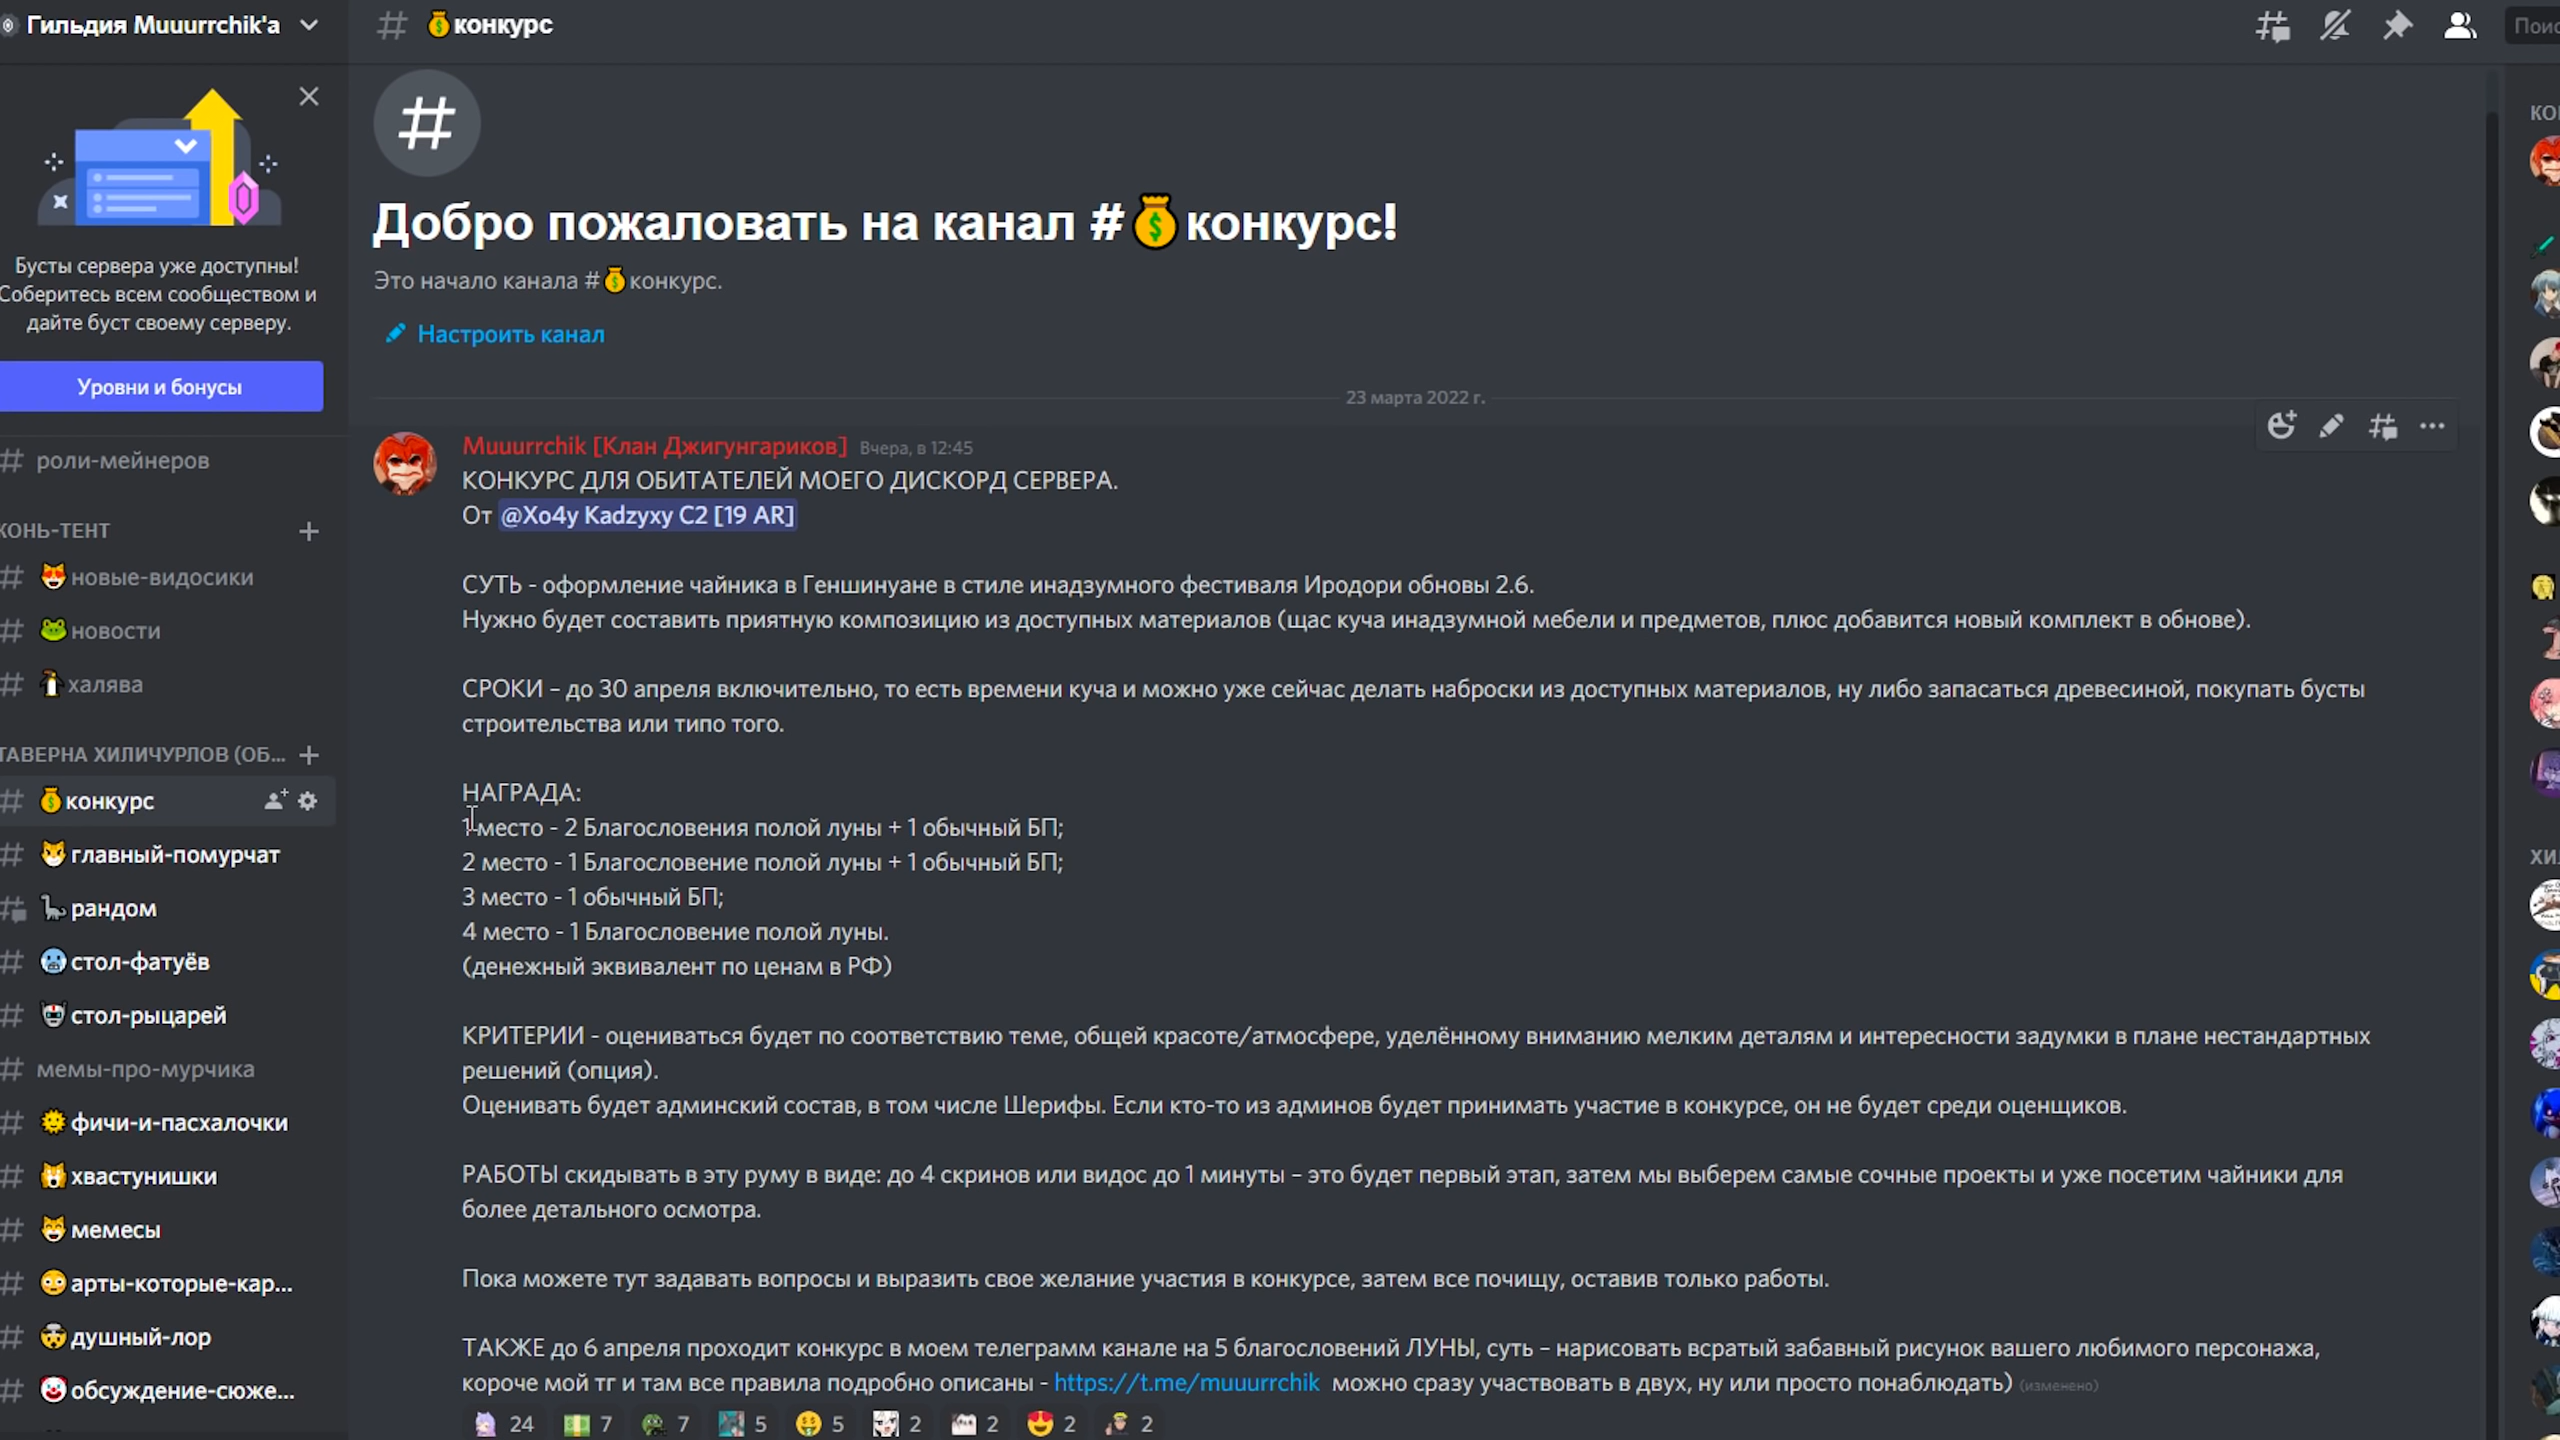 Гильдия Muuurrchik'а
Бусты сервера уже доступны!
Соберитесь всем сообществом и
дайте буст своему серверу.
Уровни и бонусы
роли-мейнеров
КОНЬ-ТЕНТ
новые-видосики
новости
халява
ТАВЕРНА ХИЛИЧУРЛОВ (ОБ...
конкурс
главный-помурчат
рандом
стол-фатуёв
стол-рыцарей
мемы-про-мурчика
фичи-и-пасхалочки
хвастунишки
мемесы
арты-которые-кар...
душный-лор
обсуждение-сюже...
# 💰конкурс
Добро пожаловать на канал #💰конкурс!
Это начало канала #💰конкурс.
Настроить канал
23 марта 2022 г.
Muuurrchik [Клан Джигунгариков] Вчера, в 12:45
КОНКУРС ДЛЯ ОБИТАТЕЛЕЙ МОЕГО ДИСКОРД СЕРВЕРА.
От @Xo4y Kadzyxy C2 [19 AR]
СУТЬ - оформление чайника в Геншинуане в стиле инадзумного фестиваля Иродори обновы 2.6.
Нужно будет составить приятную композицию из доступных материалов (щас куча инадзумной мебели и предметов, плюс добавится новый комплект в обнове).
СРОКИ – до 30 апреля включительно, то есть времени куча и можно уже сейчас делать наброски из доступных материалов, ну либо запасаться древесиной, покупать бусты
строительства или типо того.
НАГРАДА:
1 место - 2 Благословения полой луны + 1 обычный БП;
2 место - 1 Благословение полой луны + 1 обычный БП;
3 место - 1 обычный БП;
4 место - 1 Благословение полой луны.
(денежный эквивалент по ценам в РФ)
КРИТЕРИИ - оцениваться будет по соответствию теме, общей красоте/атмосфере, уделённому вниманию мелким деталям и интересности задумки в плане нестандартных
решений (опция).
Оценивать будет админский состав, в том числе Шерифы. Если кто-то из админов будет принимать участие в конкурсе, он не будет среди оценщиков.
РАБОТЫ скидывать в эту руму в виде: до 4 скринов или видос до 1 минуты – это будет первый этап, затем мы выберем самые сочные проекты и уже посетим чайники для
более детального осмотра.
Пока можете тут задавать вопросы и выразить свое желание участия в конкурсе, затем все почищу, оставив только работы.
ТАКЖЕ до 6 апреля проходит конкурс в моем телеграмм канале на 5 благословений ЛУНЫ, суть – нарисовать всратый забавный рисунок вашего любимого персонажа,
короче мой тг и там все правила подробно описаны - https://t.me/muuurrchik можно сразу участвовать в двух, ну или просто понаблюдать) (изменено)
24 7 7 5 5 2 2 2 2